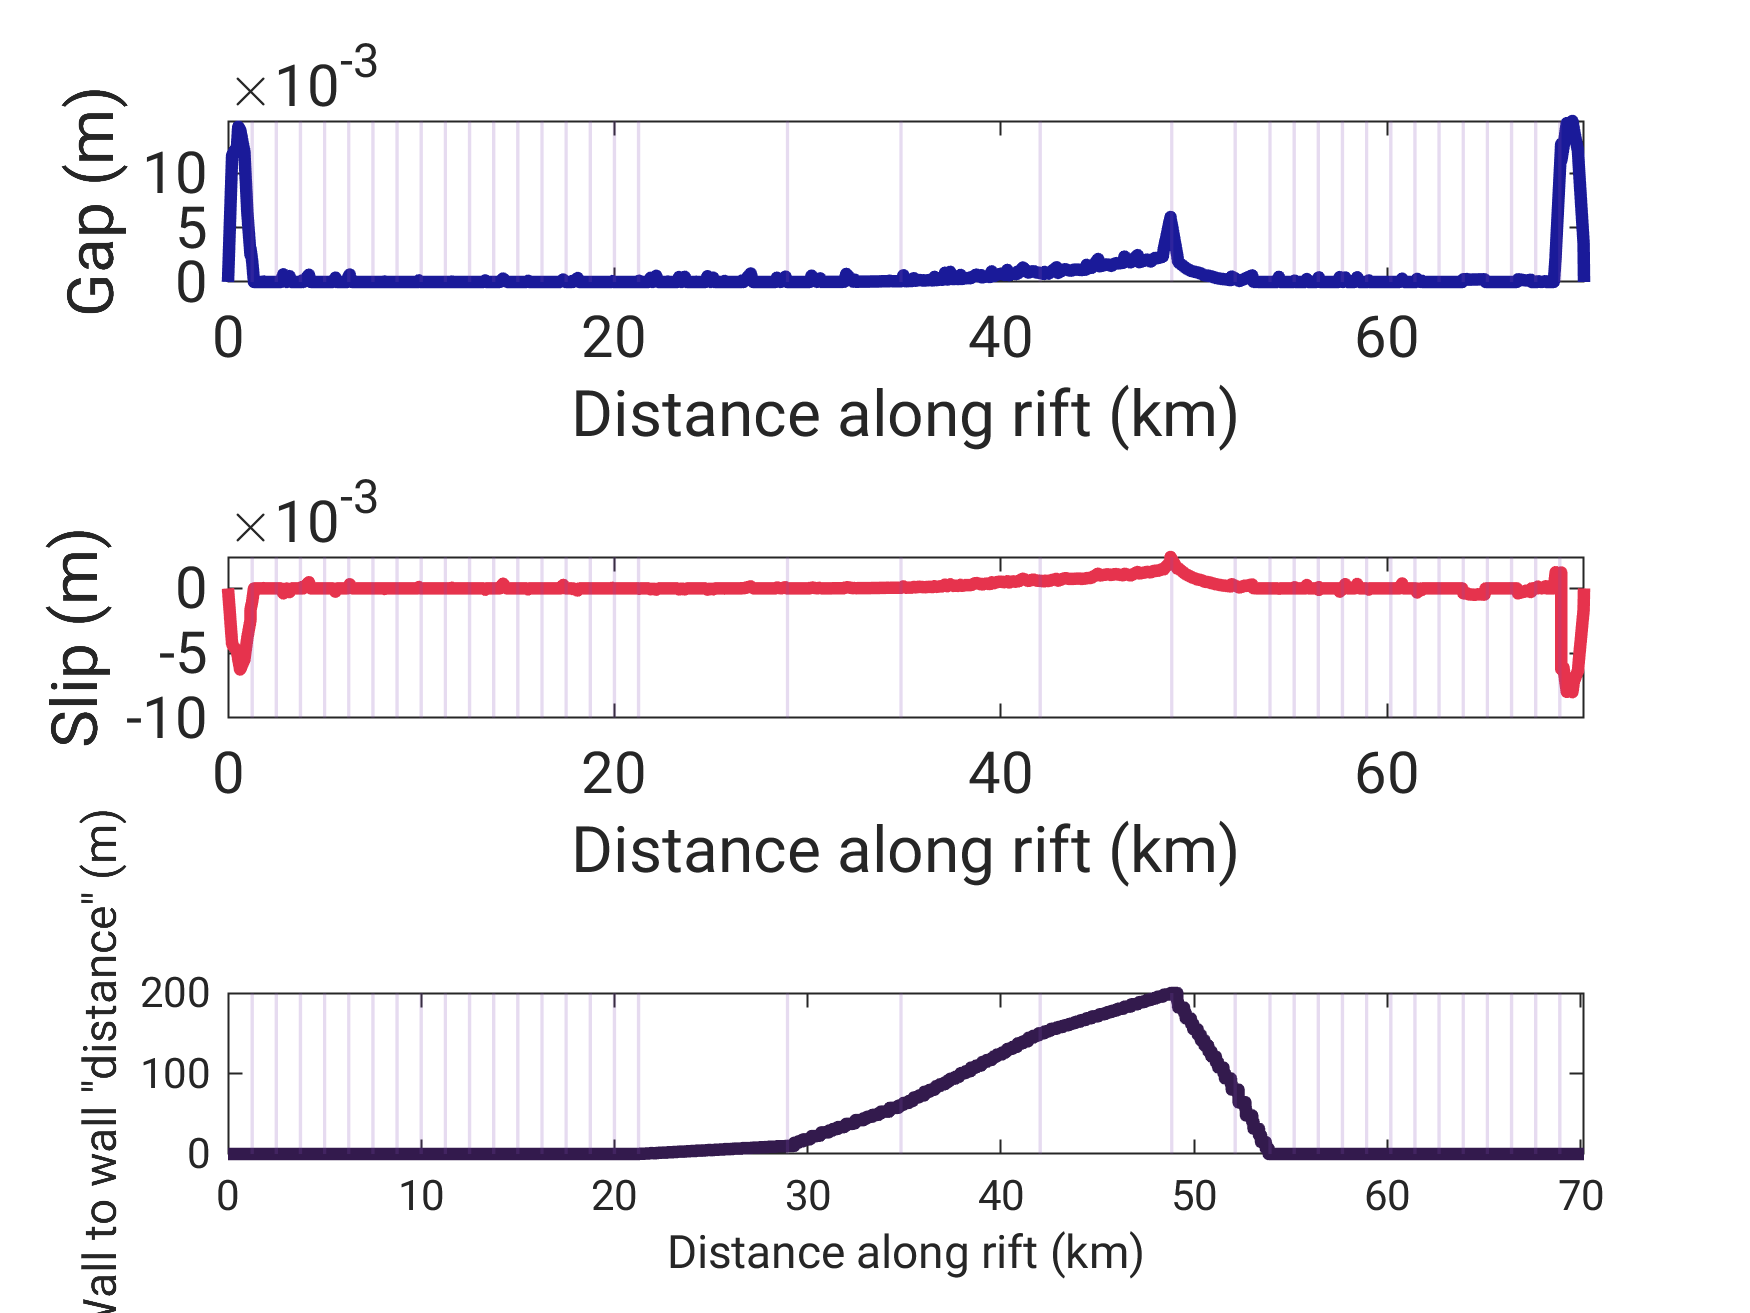 ×10-3
Gap (m)
10
5
0
0 20 40 60
Distance along rift (km)
×10-3
Slip (m)
0
-5
-10
0 20 40 60
Distance along rift (km)
to wall "distance" (m)
200
100
0
0 10 20 30 40 50 60 70
Distance along rift (km)